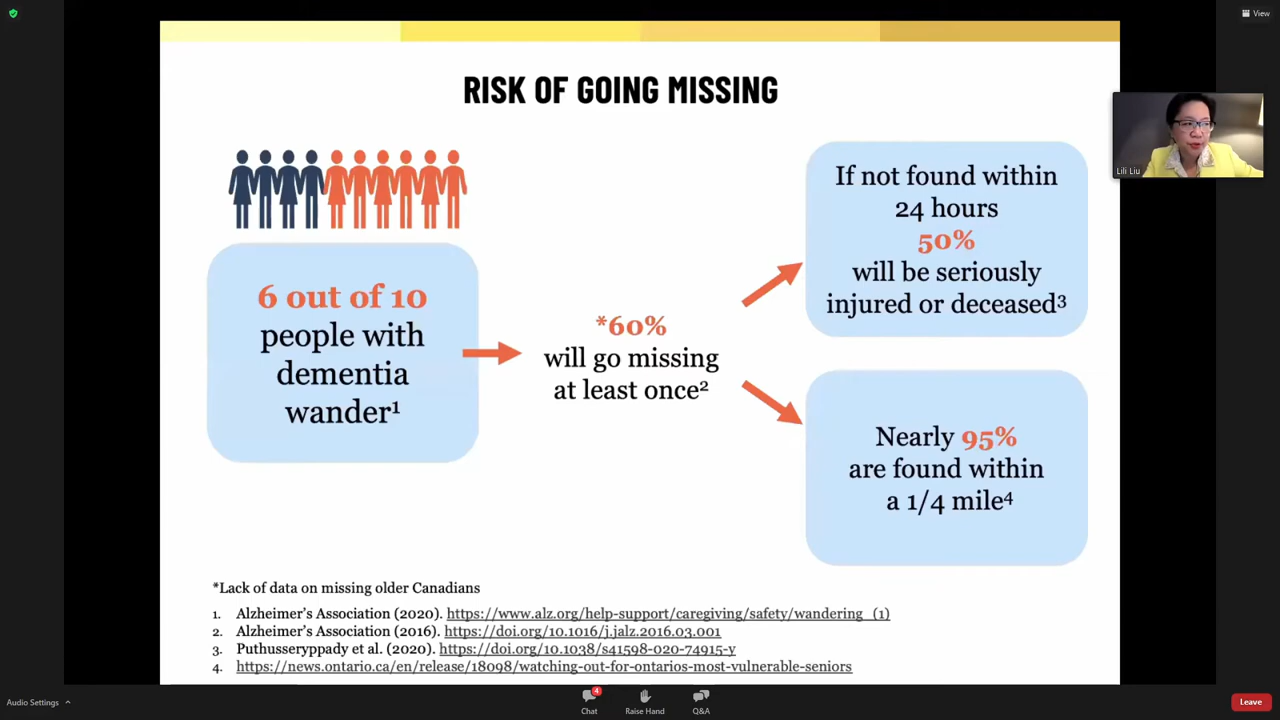 View
RISK OF GOING MISSING
Lili Liu
6 out of 10
people with
dementia
wander¹
*60%
will go missing
at least once²
If not found within
24 hours
50%
will be seriously
injured or deceased³
Nearly 95%
are found within
a 1/4 mile⁴
*Lack of data on missing older Canadians
1. Alzheimer's Association (2020). https://www.alz.org/help-support/caregiving/safety/wandering_(1)
2. Alzheimer's Association (2016). https://doi.org/10.1016/j.jalz.2016.03.001
3. Puthusseryppady et al. (2020). https://doi.org/10.1038/s41598-020-74915-y
4. https://news.ontario.ca/en/release/18098/watching-out-for-ontarios-most-vulnerable-seniors
Audio Settings
4
Chat
Raise Hand
Q&A
Leave